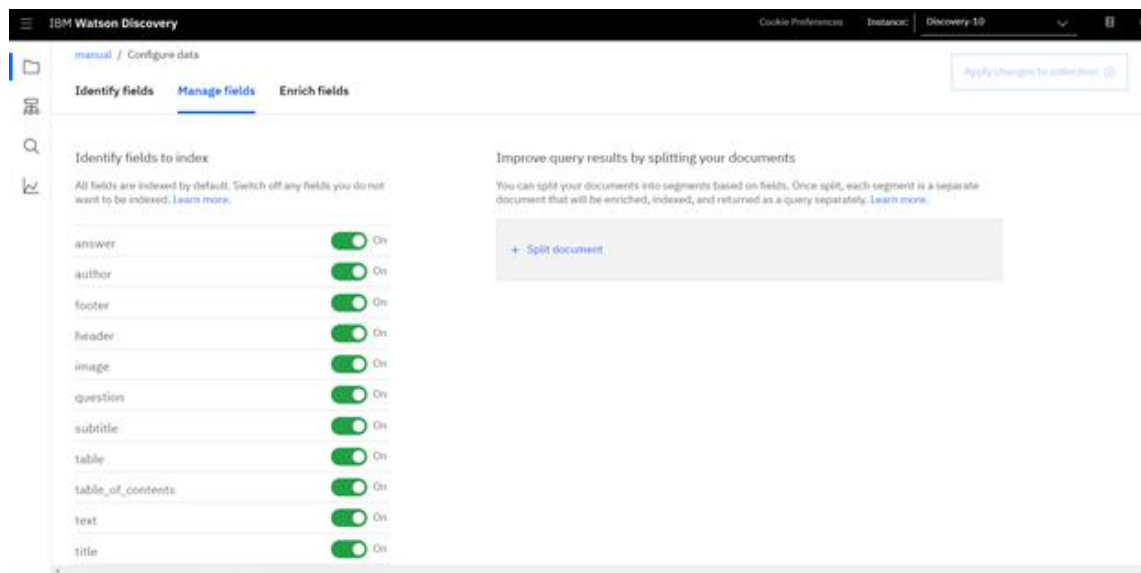 IBM Watson Discovery
Cookie Preferences
Instance:
Discovery-10
manual / Configure data
Apply changes to collection
Identify fields
Manage fields
Enrich fields
Identify fields to index
All fields are indexed by default. Switch off any fields you do not
want to be indexed. Learn more.
answer On
author On
footer On
header On
image On
question On
subtitle On
table On
table_of_contents On
text On
title On
Improve query results by splitting your documents
You can split your documents into segments based on fields. Once split, each segment is a separate
document that will be enriched, indexed, and returned as a query separately. Learn more.
+ Split document